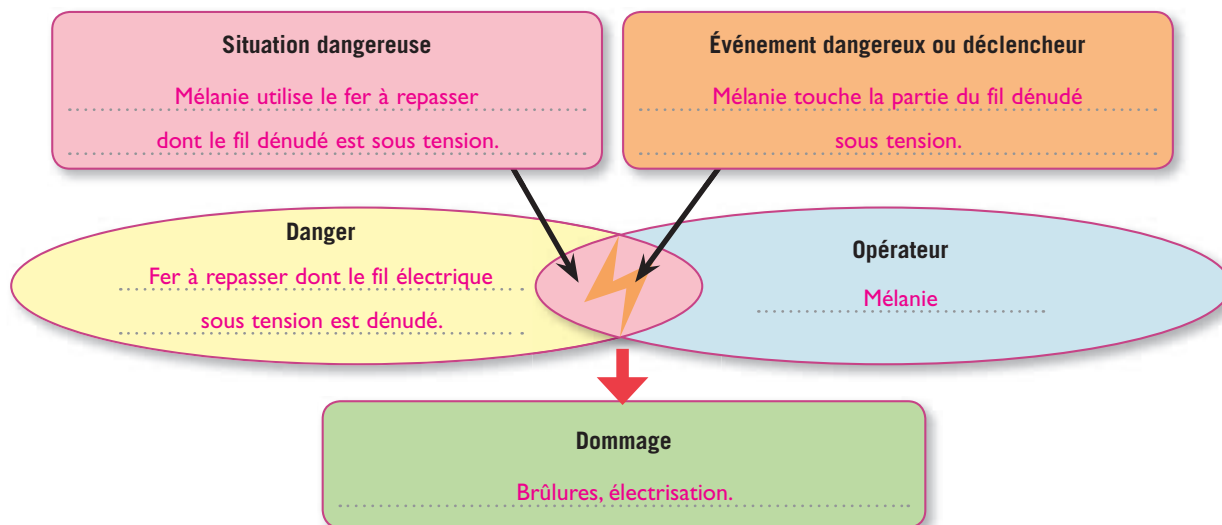 Situation dangereuse
Mélanie utilise le fer à repasser
dont le fil dénudé est sous tension.
Événement dangereux ou déclencheur
Mélanie touche la partie du fil dénudé
sous tension.
Danger
Fer à repasser dont le fil électrique
sous tension est dénudé.
Opérateur
Mélanie
Dommage
Brûlures, électrisation.